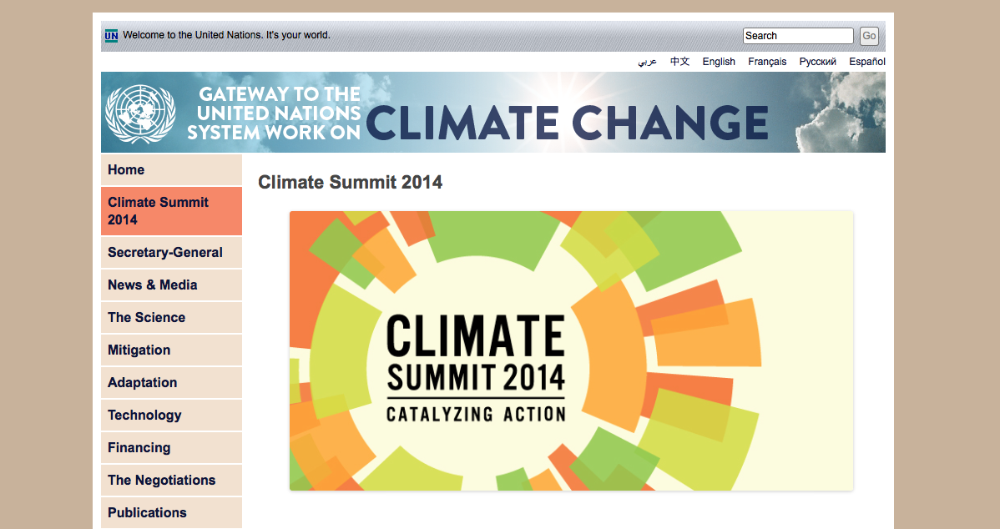 UN Welcome to the United Nations. It's your world.
Search
Go
عربي 中文 English Français Русский Español
GATEWAY TO THE
UNITED NATIONS
SYSTEM WORK ON
CLIMATE CHANGE
Home
Climate Summit
2014
Secretary-General
News & Media
The Science
Mitigation
Adaptation
Technology
Financing
The Negotiations
Publications
Climate Summit 2014
CLIMATE
SUMMIT 2014
CATALYZING ACTION